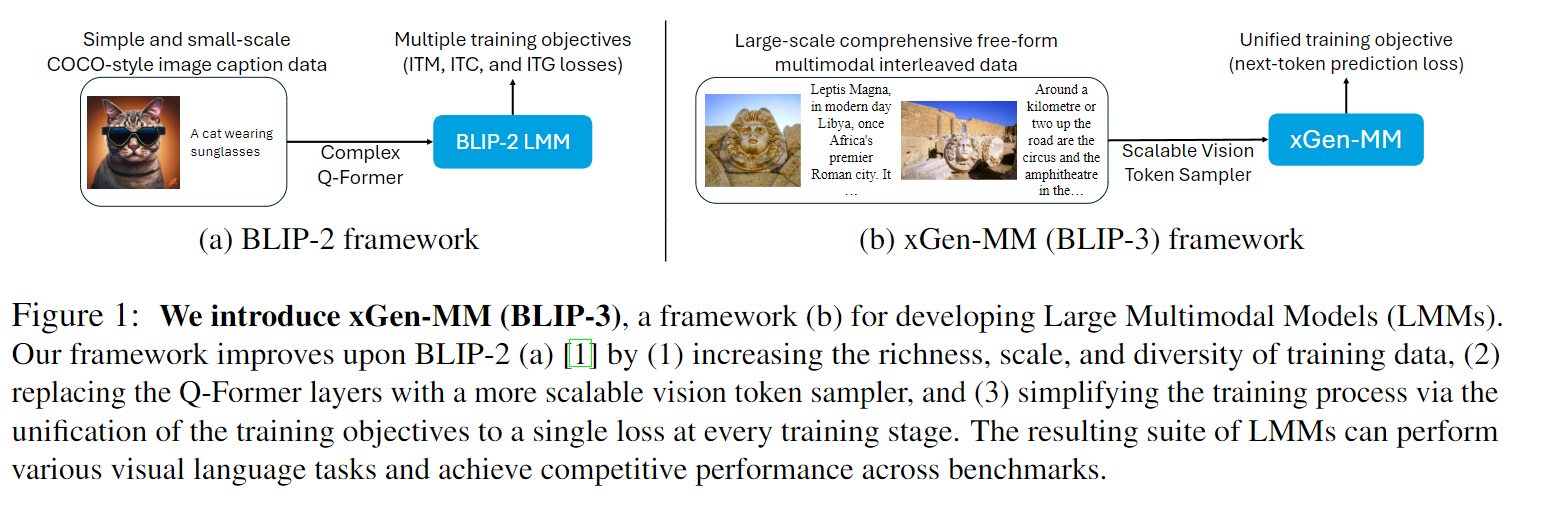 Simple and small-scale
COCO-style image caption data
A cat wearing
sunglasses
Complex
Q-Former
Multiple training objectives
(ITM, ITC, and ITG losses)
BLIP-2 LMM
(a) BLIP-2 framework
Large-scale comprehensive free-form
multimodal interleaved data
Leptis Magna,
in modern day
Libya, once
Africa's
premier
Roman city. It
…
Around a
kilometre or
two up the
road are the
circus and the
amphitheatre
in the…
Scalable Vision
Token Sampler
Unified training objective
(next-token prediction loss)
xGen-MM
(b) xGen-MM (BLIP-3) framework
Figure 1: We introduce xGen-MM (BLIP-3), a framework (b) for developing Large Multimodal Models (LMMs).
Our framework improves upon BLIP-2 (a) [1] by (1) increasing the richness, scale, and diversity of training data, (2)
replacing the Q-Former layers with a more scalable vision token sampler, and (3) simplifying the training process via the
unification of the training objectives to a single loss at every training stage. The resulting suite of LMMs can perform
various visual language tasks and achieve competitive performance across benchmarks.